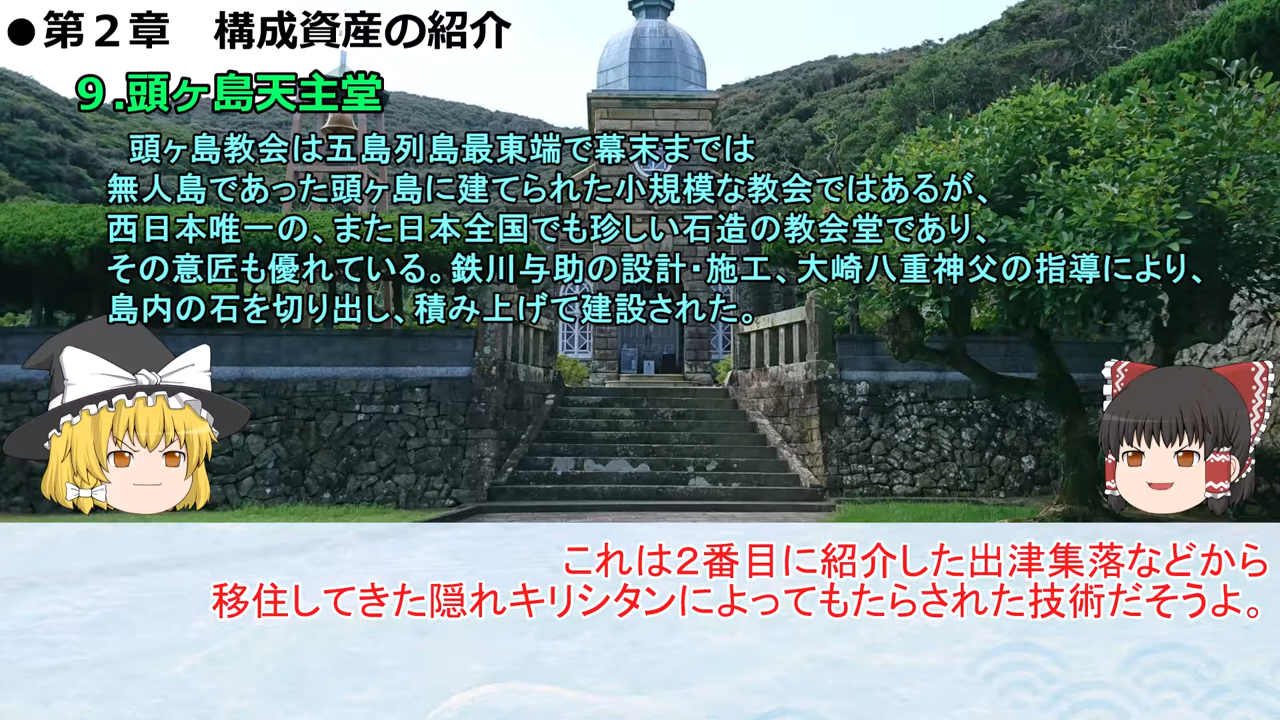 ●第２章　構成資産の紹介
９.頭ヶ島天主堂
頭ヶ島教会は五島列島最東端で幕末までは
無人島であった頭ヶ島に建てられた小規模な教会ではあるが、
西日本唯一の、また日本全国でも珍しい石造の教会堂であり、
その意匠も優れている。鉄川与助の設計・施工、大崎八重神父の指導により、
島内の石を切り出し、積み上げて建設された。
これは２番目に紹介した出津集落などから
移住してきた隠れキリシタンによってもたらされた技術だそうよ。